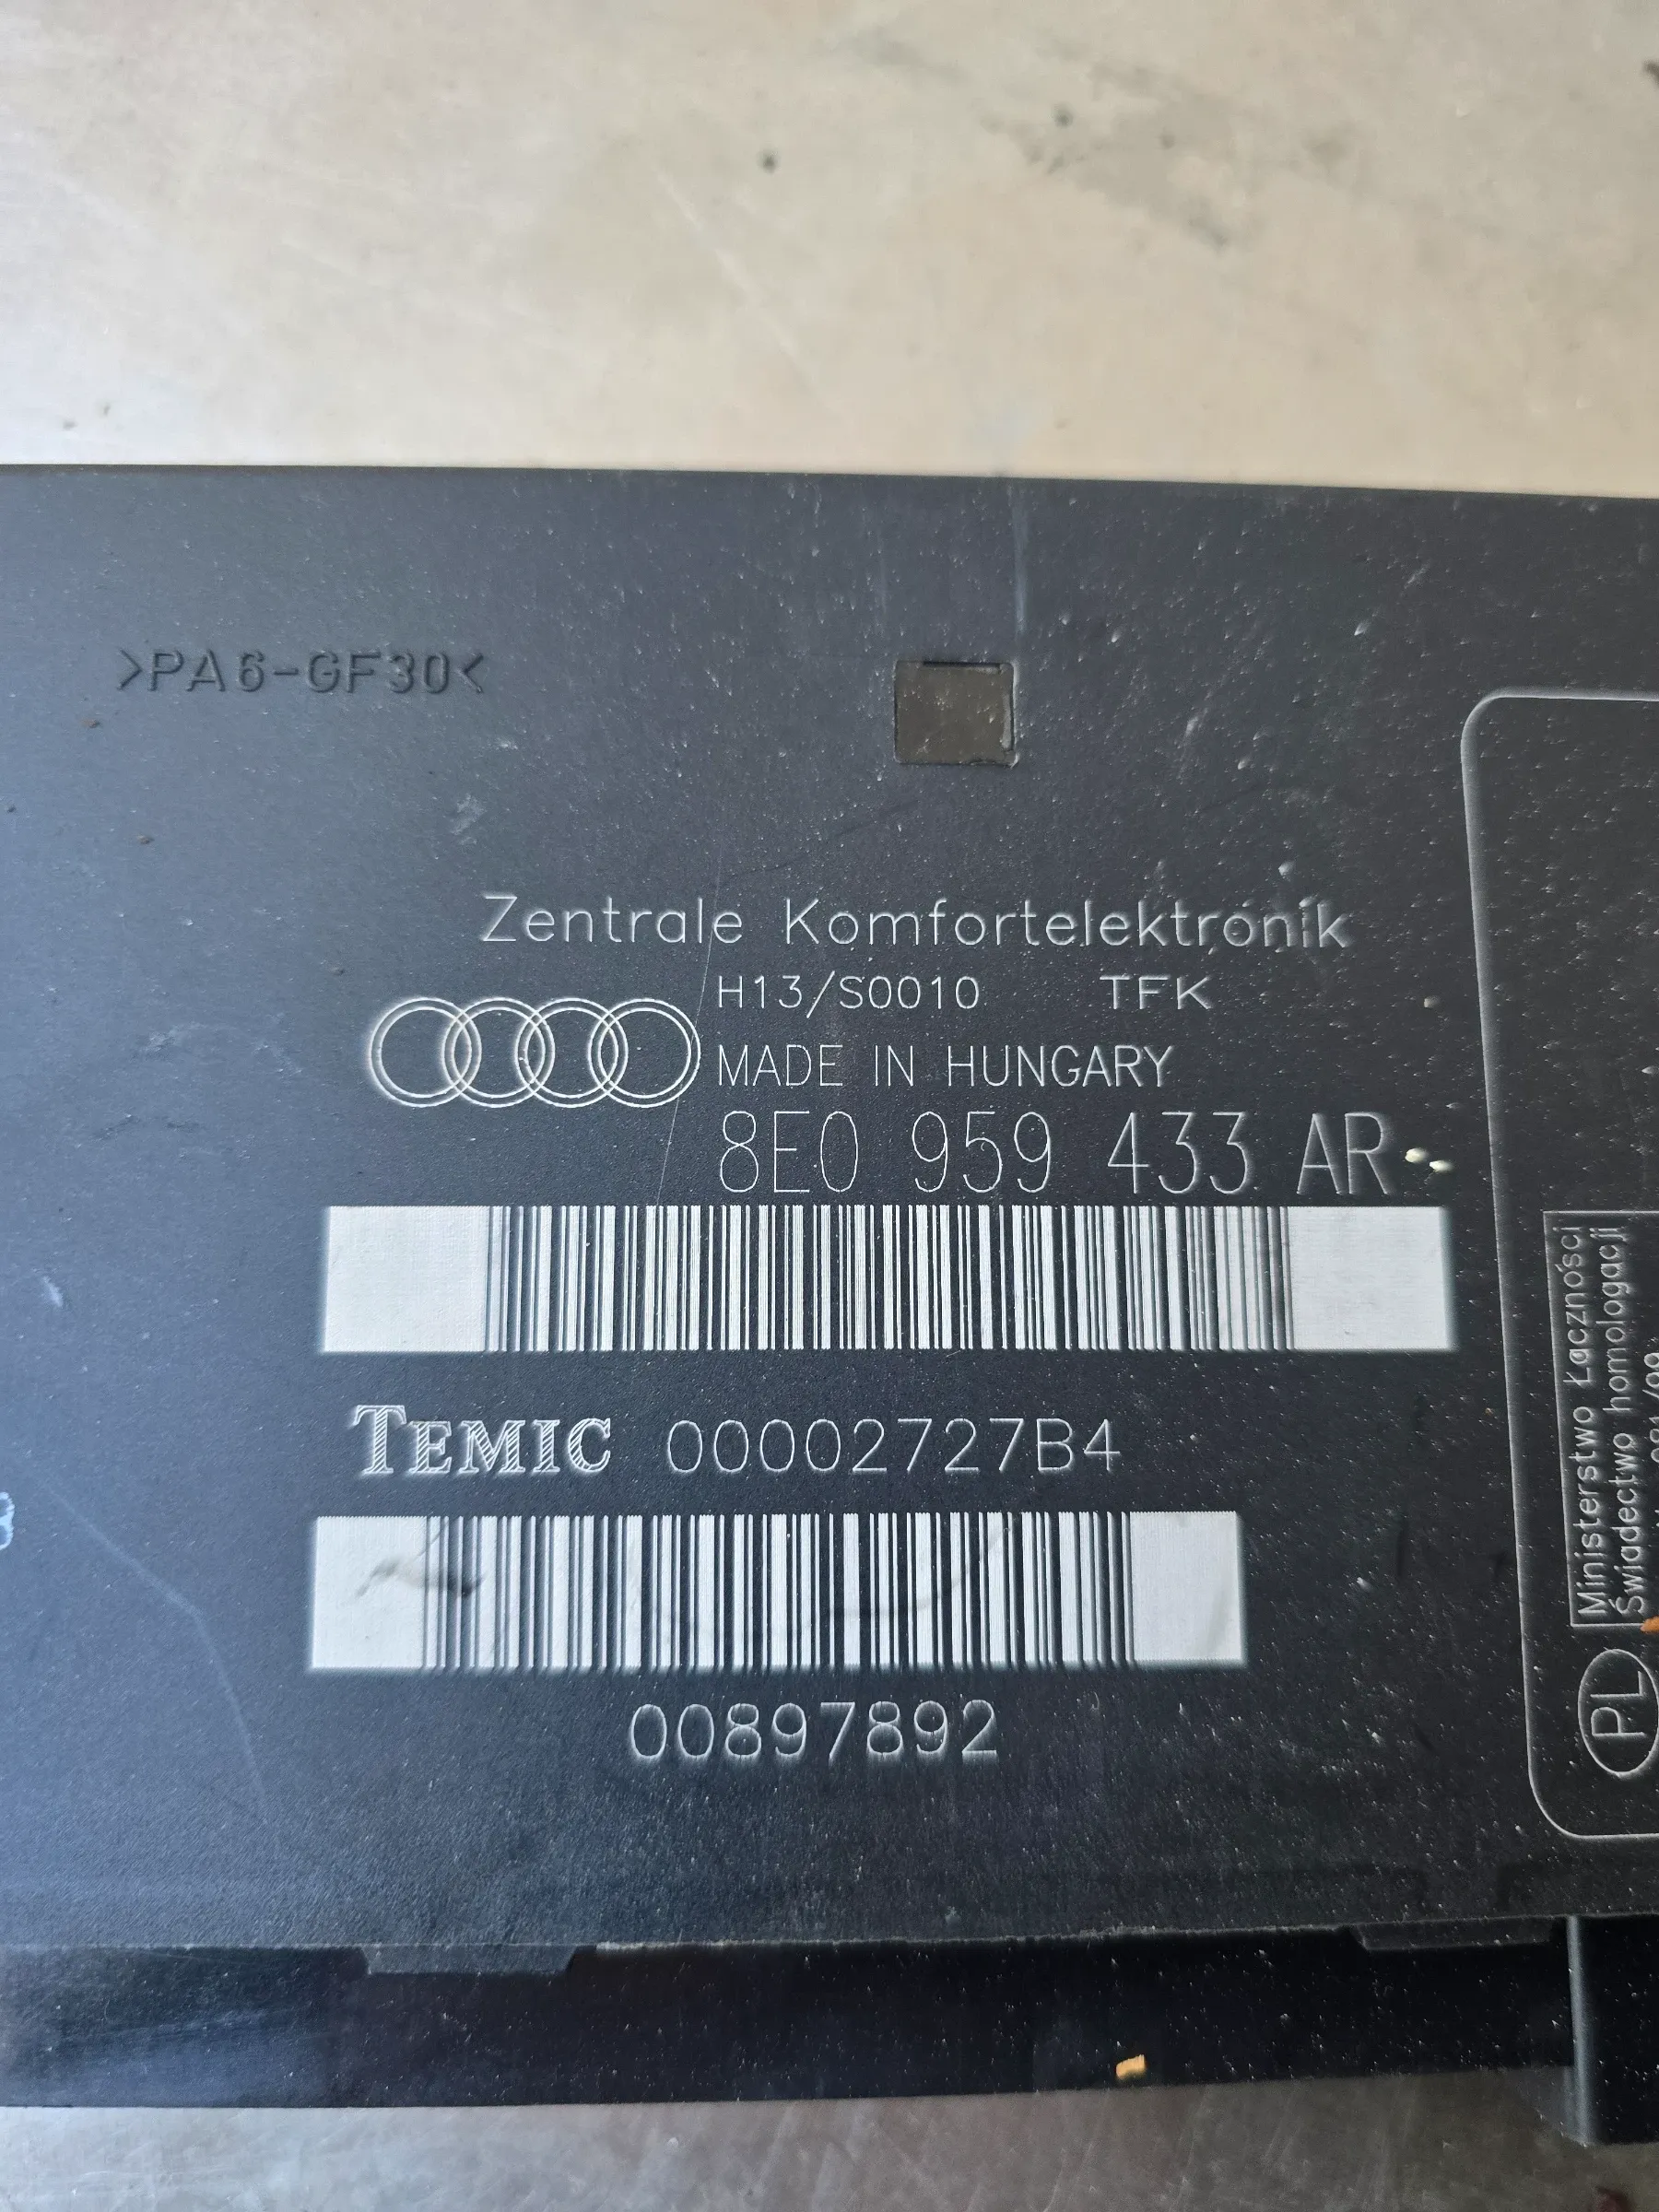 >PA6-GF30<
Zentrale Komfortelektronik
H13/S0010 TFK
MADE IN HUNGARY
8E0 959 433 AR
TEMIC 00002727B4
00897892
Ministerstwo Łączności
Świadectwo homologacji
PL